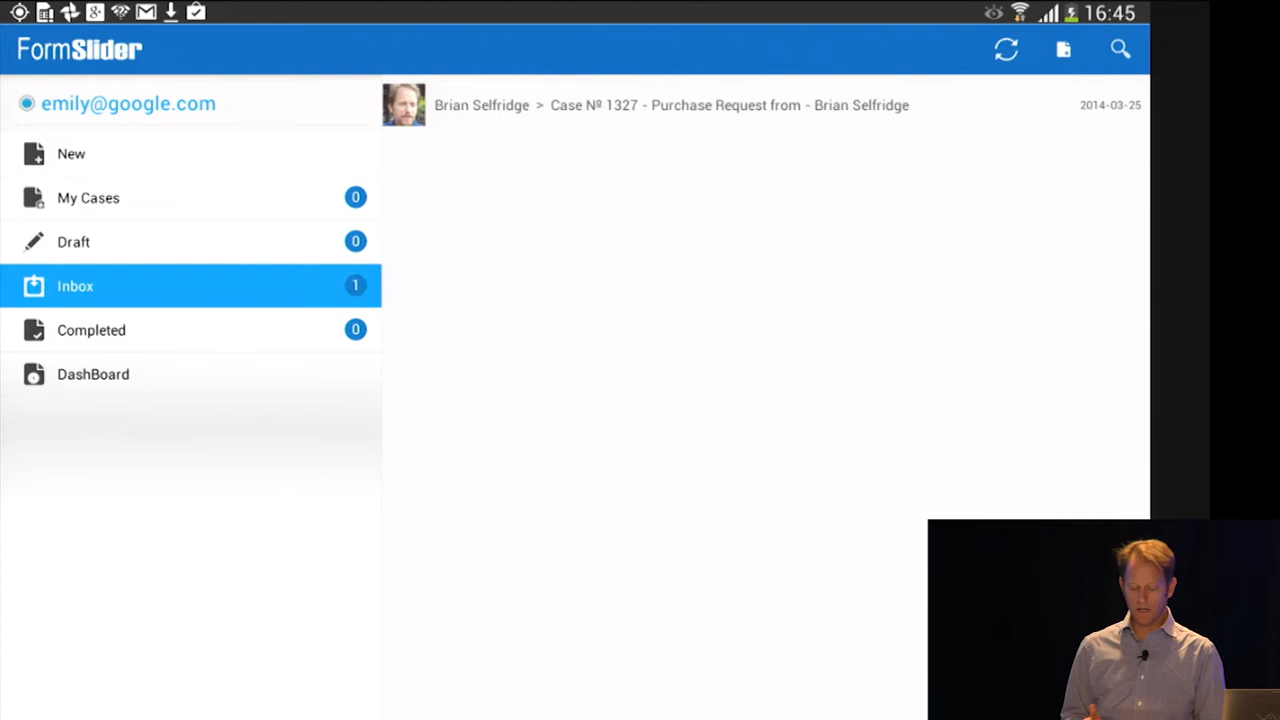 16:45
FormSlider
emily@google.com
New
My Cases 0
Draft 0
Inbox 1
Completed 0
DashBoard
Brian Selfridge > Case Nº 1327 - Purchase Request from - Brian Selfridge 2014-03-25